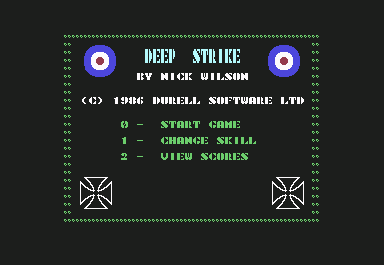 DEEP STRIKE
BY NICK WILSON
(C) 1986 DURELL SOFTWARE LTD
0 - START GAME
1 - CHANGE SKILL
2 - VIEW SCORES